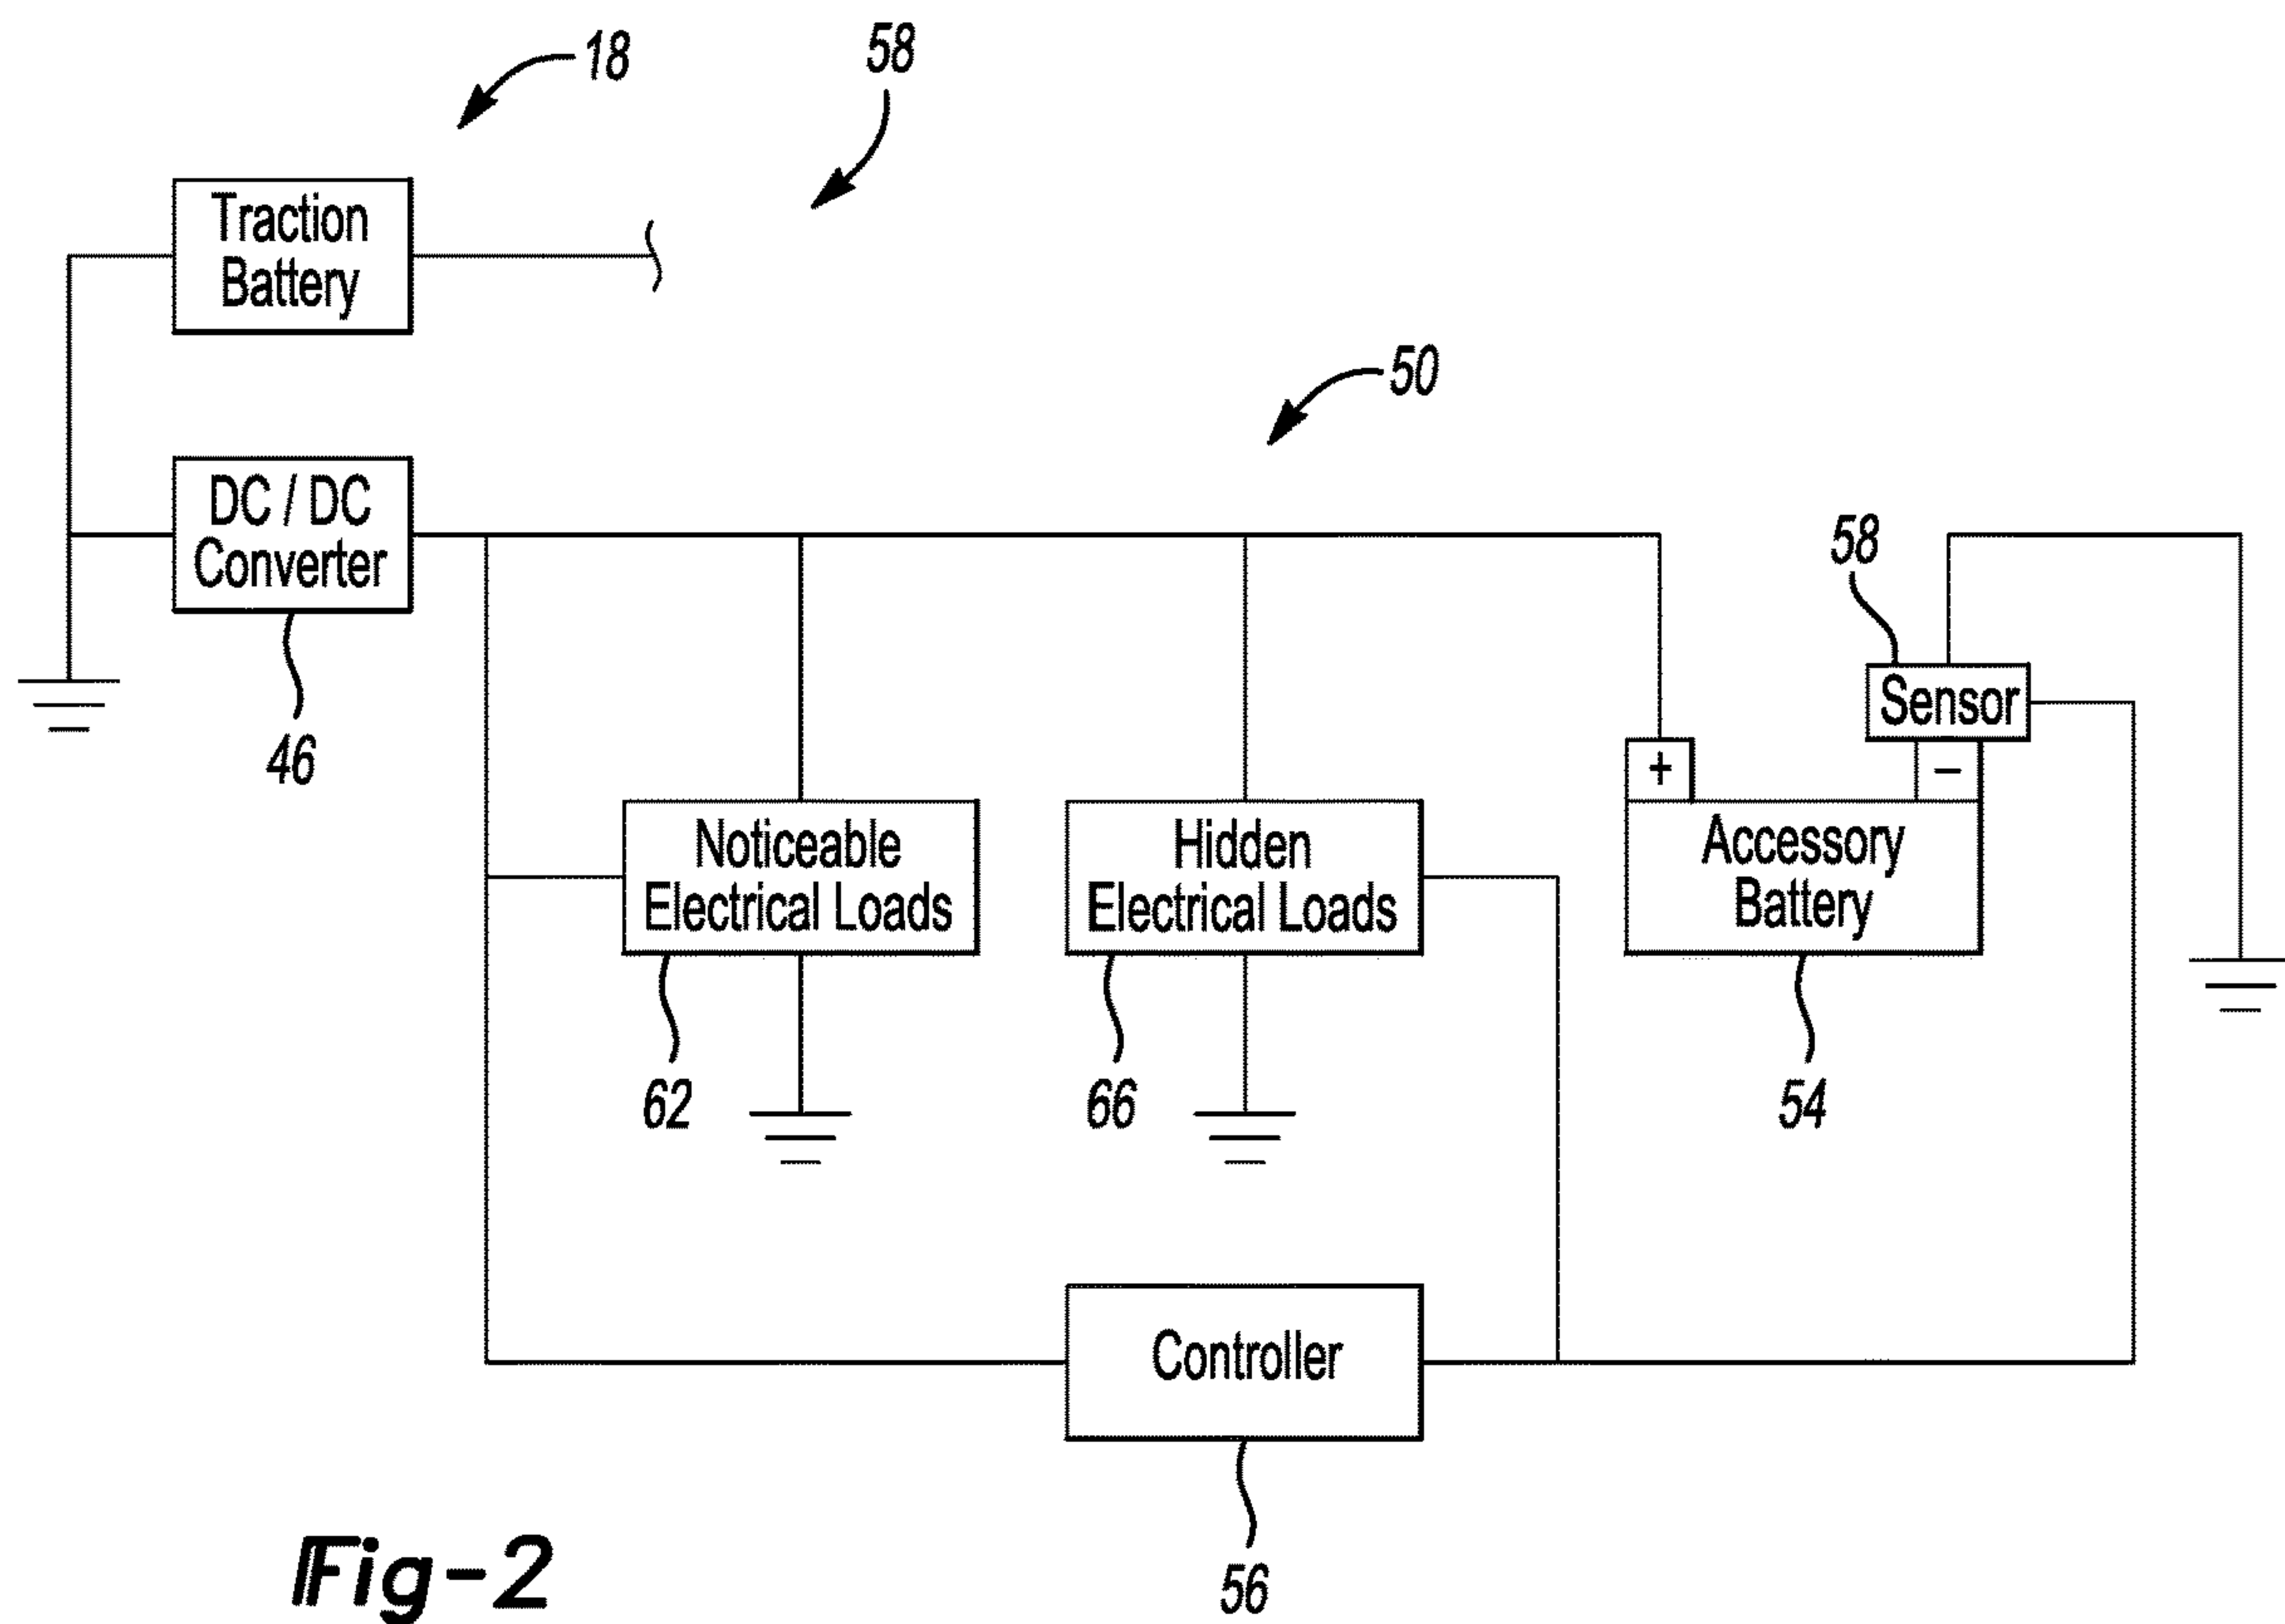 18
58
Traction
Battery
50
DC / DC
Converter
58
46
Sensor
+
–
Noticeable
Electrical Loads
Hidden
Electrical Loads
Accessory
Battery
62
66
54
Controller
56
Fig-2